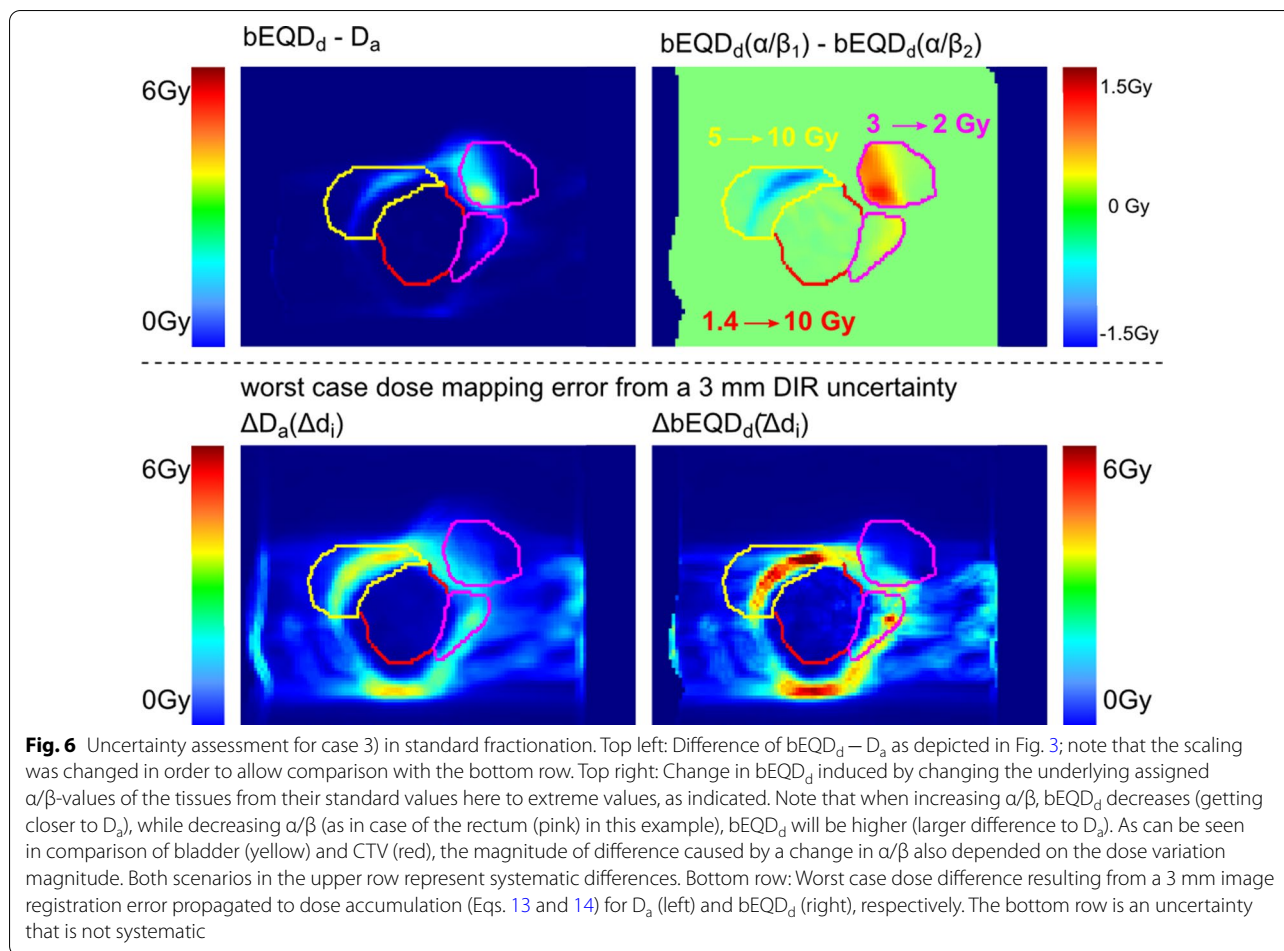 bEQDd - Da
bEQDd(α/β1) - bEQDd(α/β2)
6Gy
0Gy
5 → 10 Gy
3 → 2 Gy
1.4 → 10 Gy
1.5Gy
0 Gy
-1.5Gy
worst case dose mapping error from a 3 mm DIR uncertainty
ΔDa(Δdi)
ΔbEQDd(Δ̃di)
6Gy
0Gy
6Gy
0Gy
Fig. 6 Uncertainty assessment for case 3) in standard fractionation. Top left: Difference of bEQDd – Da as depicted in Fig. 3; note that the scaling
was changed in order to allow comparison with the bottom row. Top right: Change in bEQDd induced by changing the underlying assigned
α/β-values of the tissues from their standard values here to extreme values, as indicated. Note that when increasing α/β, bEQDd decreases (getting
closer to Da), while decreasing α/β (as in case of the rectum (pink) in this example), bEQDd will be higher (larger difference to Da). As can be seen
in comparison of bladder (yellow) and CTV (red), the magnitude of difference caused by a change in α/β also depended on the dose variation
magnitude. Both scenarios in the upper row represent systematic differences. Bottom row: Worst case dose difference resulting from a 3 mm image
registration error propagated to dose accumulation (Eqs. 13 and 14) for Da (left) and bEQDd (right), respectively. The bottom row is an uncertainty
that is not systematic